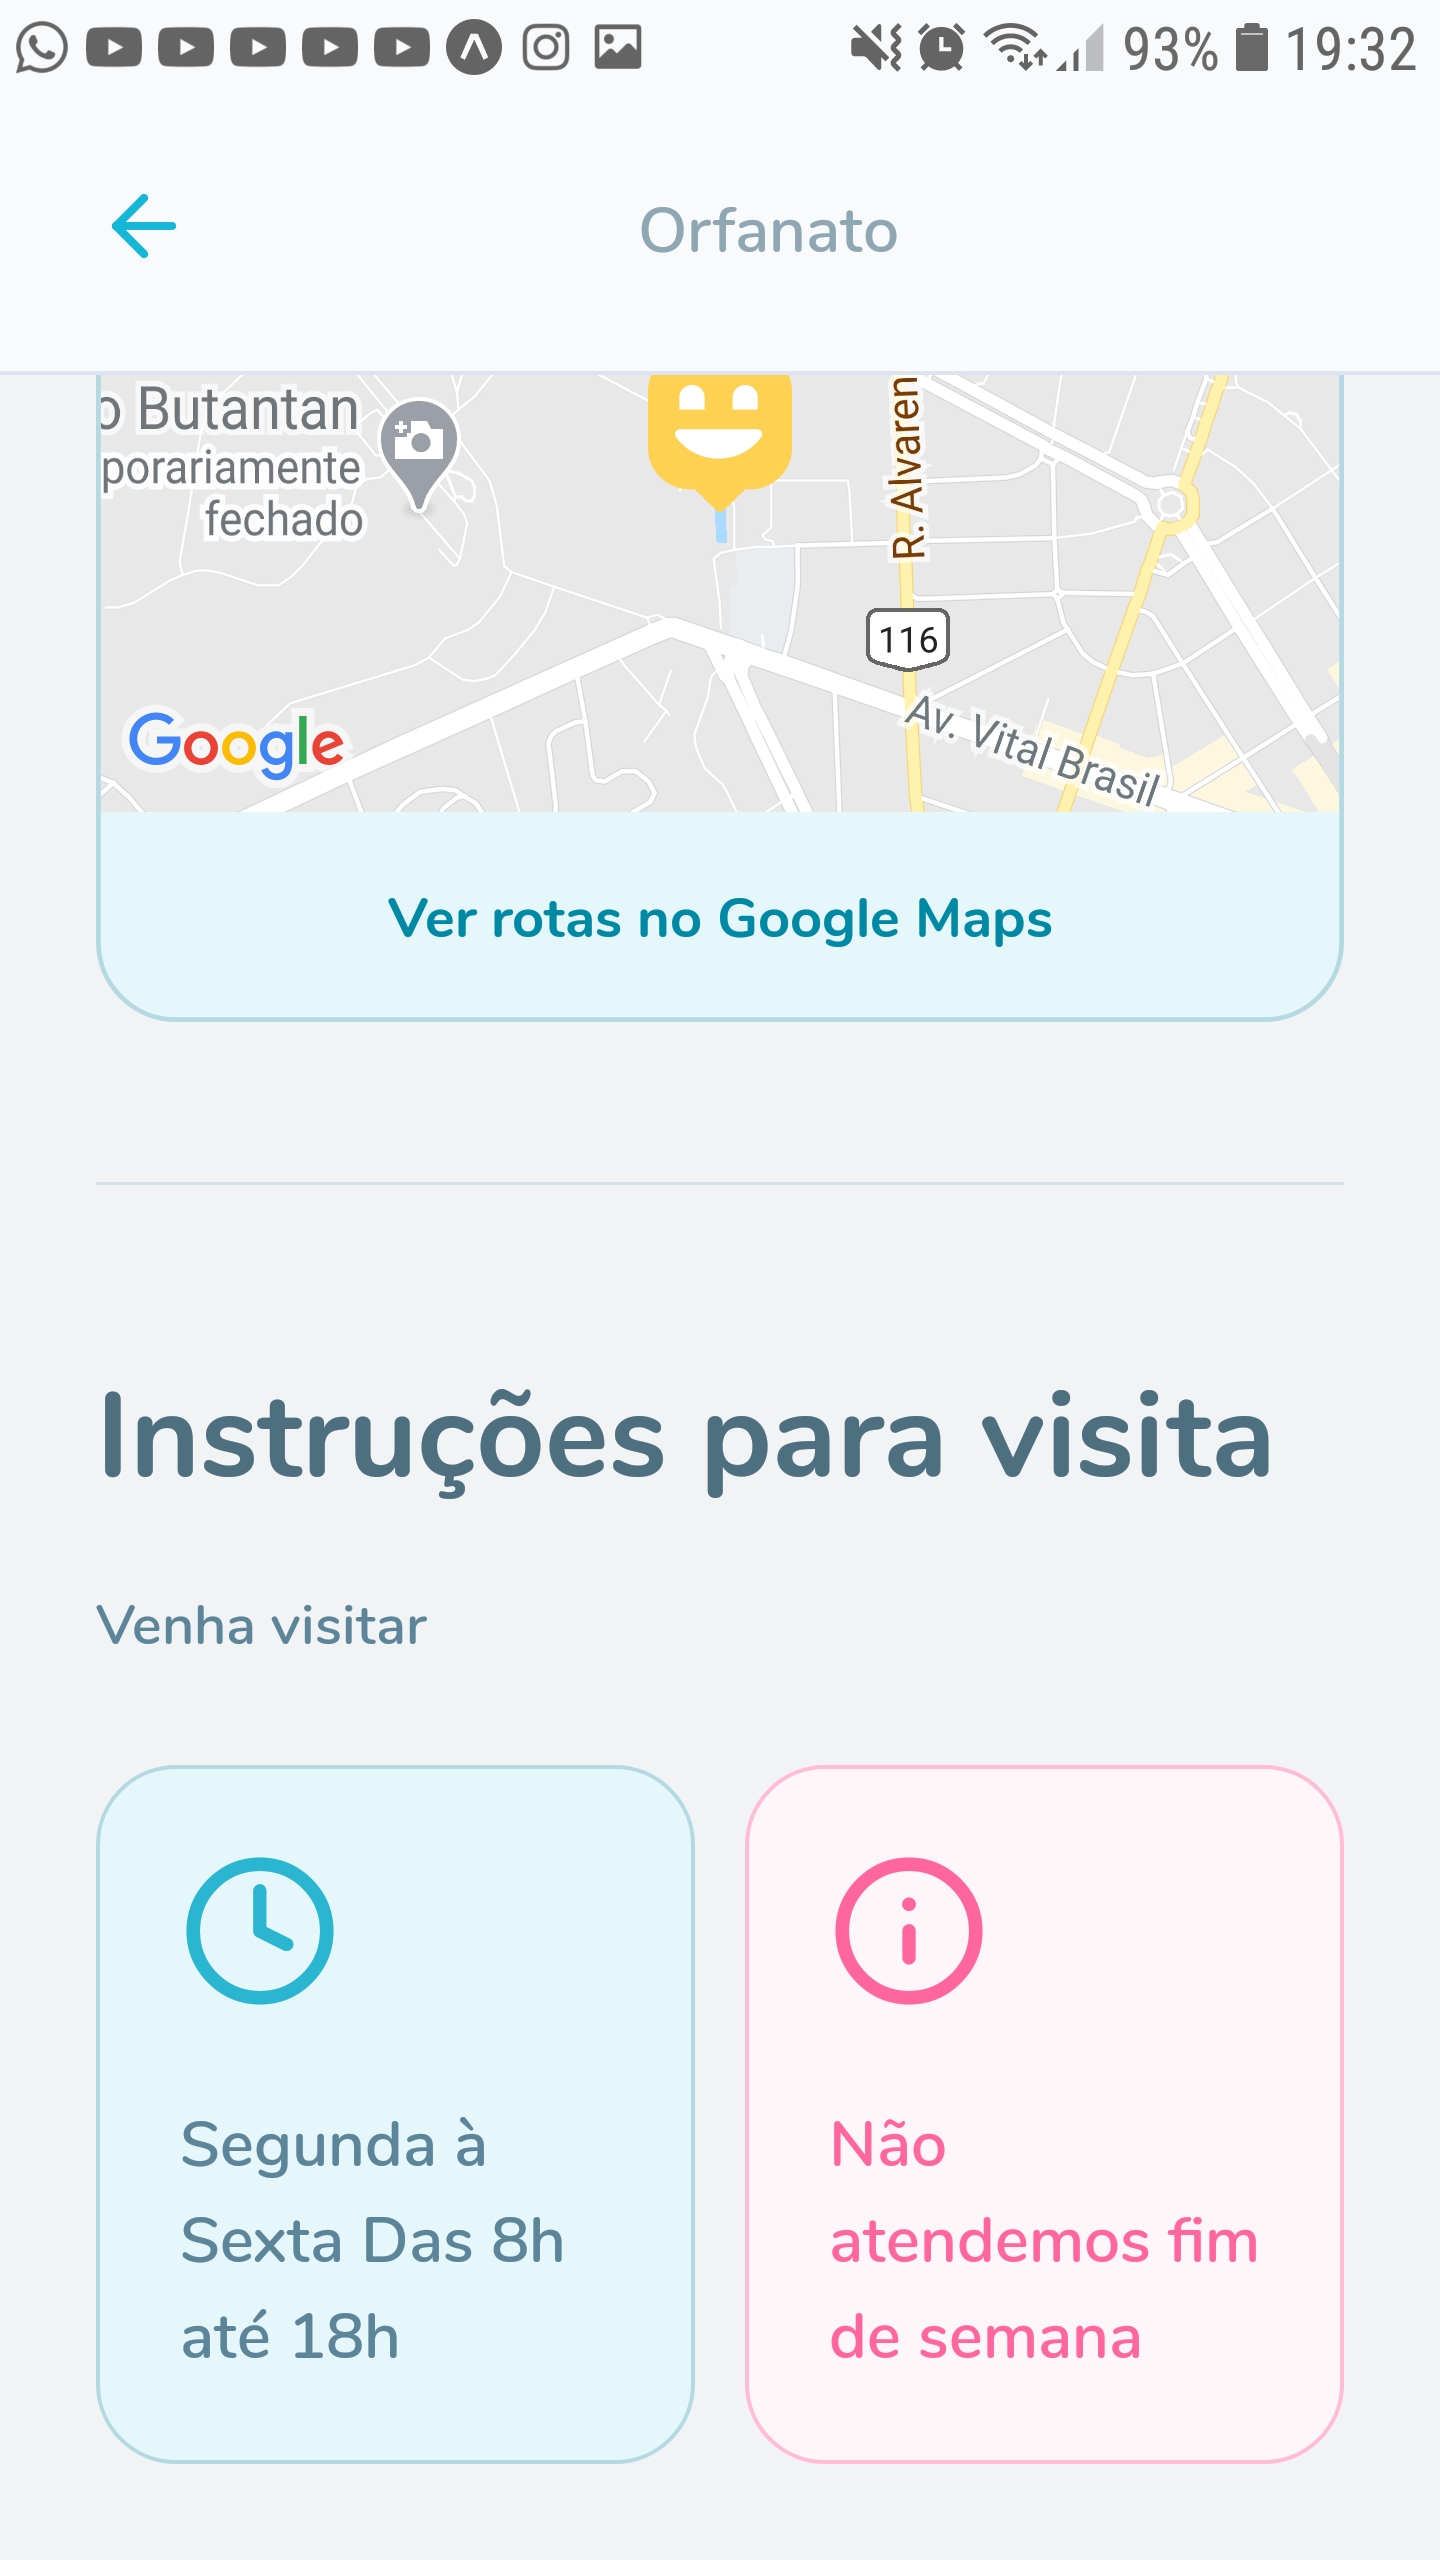 93% 19:32
Orfanato
o Butantan
porariamente
fechado
R. Alvaren
116
Av. Vital Brasil
Google
Ver rotas no Google Maps
Instruções para visita
Venha visitar
Segunda à
Sexta Das 8h
até 18h
Não
atendemos fim
de semana